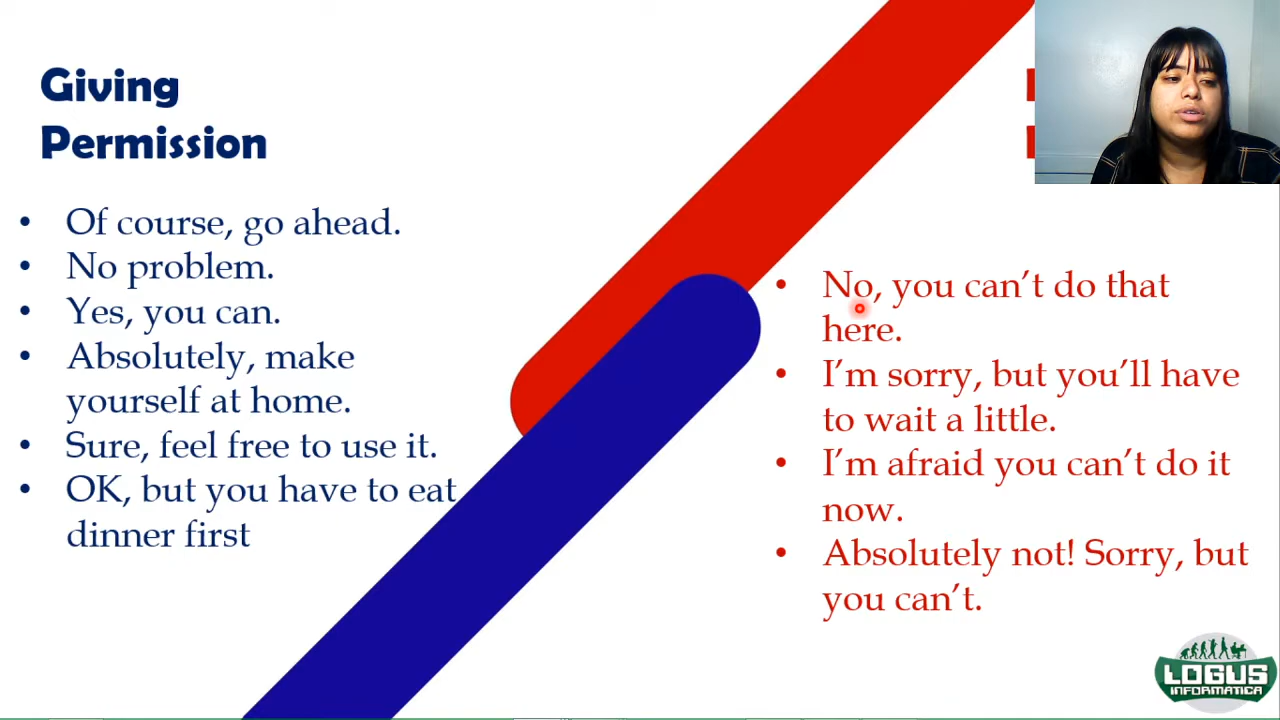 Giving
Permission
• Of course, go ahead.
• No problem.
• Yes, you can.
• Absolutely, make
yourself at home.
• Sure, feel free to use it.
• OK, but you have to eat
dinner first
• No, you can’t do that
here.
• I’m sorry, but you’ll have
to wait a little.
• I’m afraid you can’t do it
now.
• Absolutely not! Sorry, but
you can’t.
LOGUS
INFORMATICA